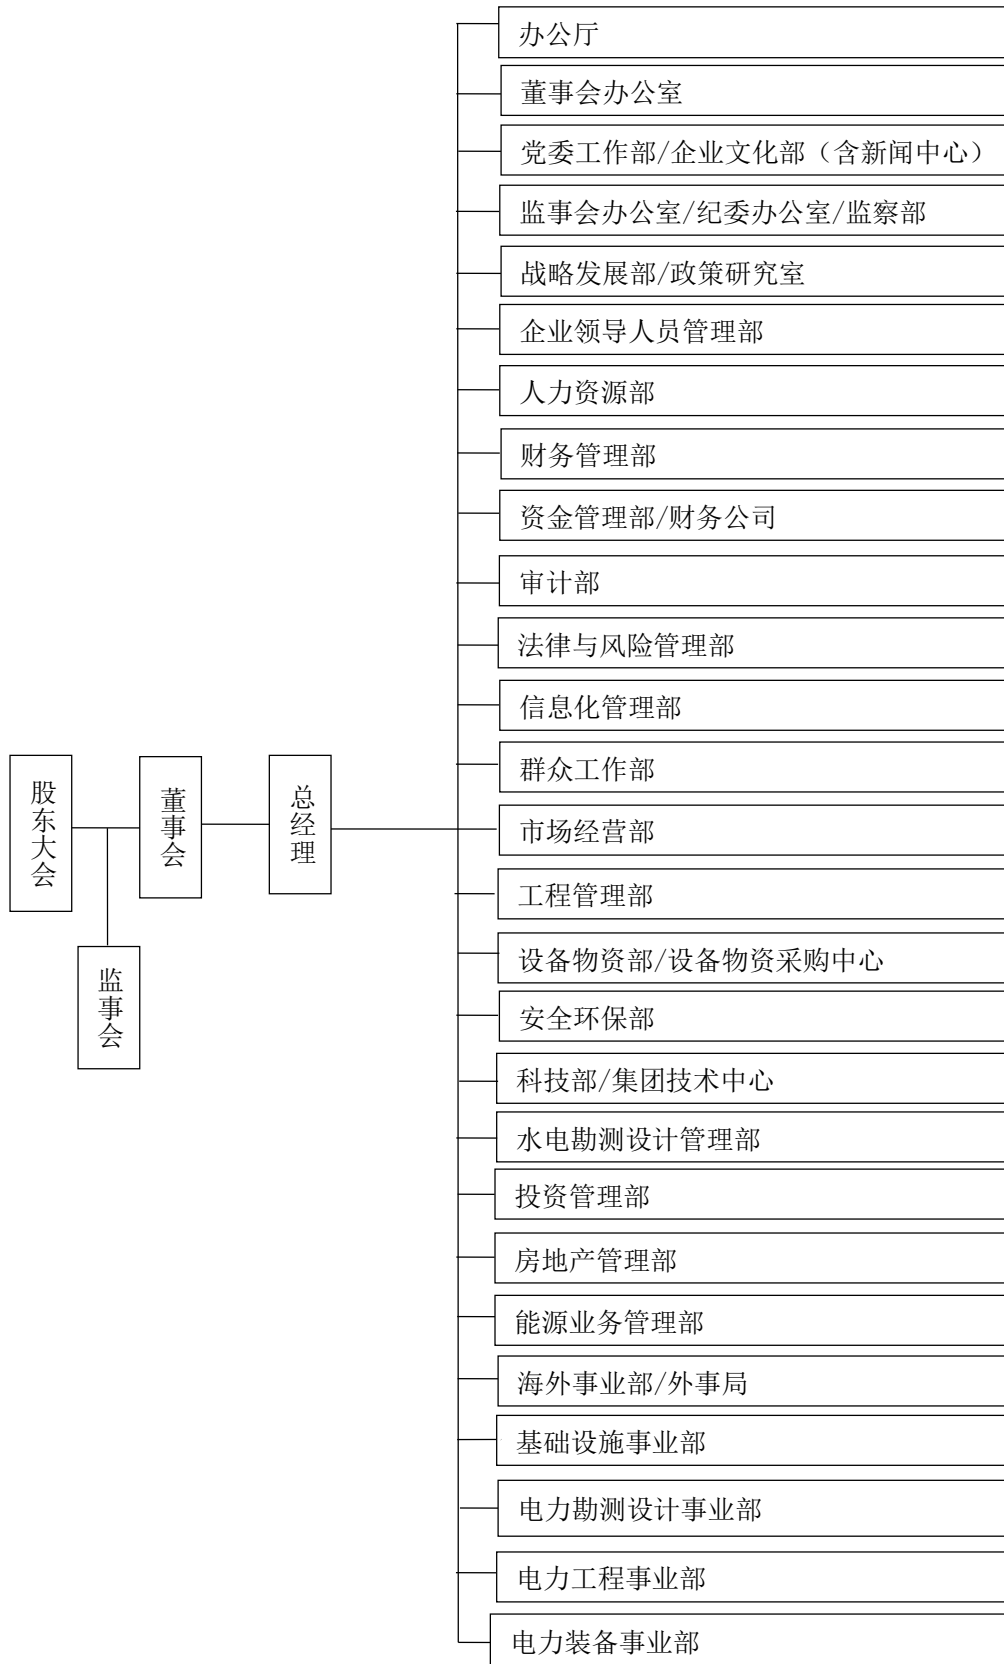 办公厅
董事会办公室
党委工作部/企业文化部（含新闻中心）
监事会办公室/纪委办公室/监察部
战略发展部/政策研究室
企业领导人员管理部
人力资源部
财务管理部
资金管理部/财务公司
审计部
法律与风险管理部
信息化管理部
群众工作部
股东大会
董事会
总经理
市场经营部
工程管理部
监事会
设备物资部/设备物资采购中心
安全环保部
科技部/集团技术中心
水电勘测设计管理部
投资管理部
房地产管理部
能源业务管理部
海外事业部/外事局
基础设施事业部
电力勘测设计事业部
电力工程事业部
电力装备事业部